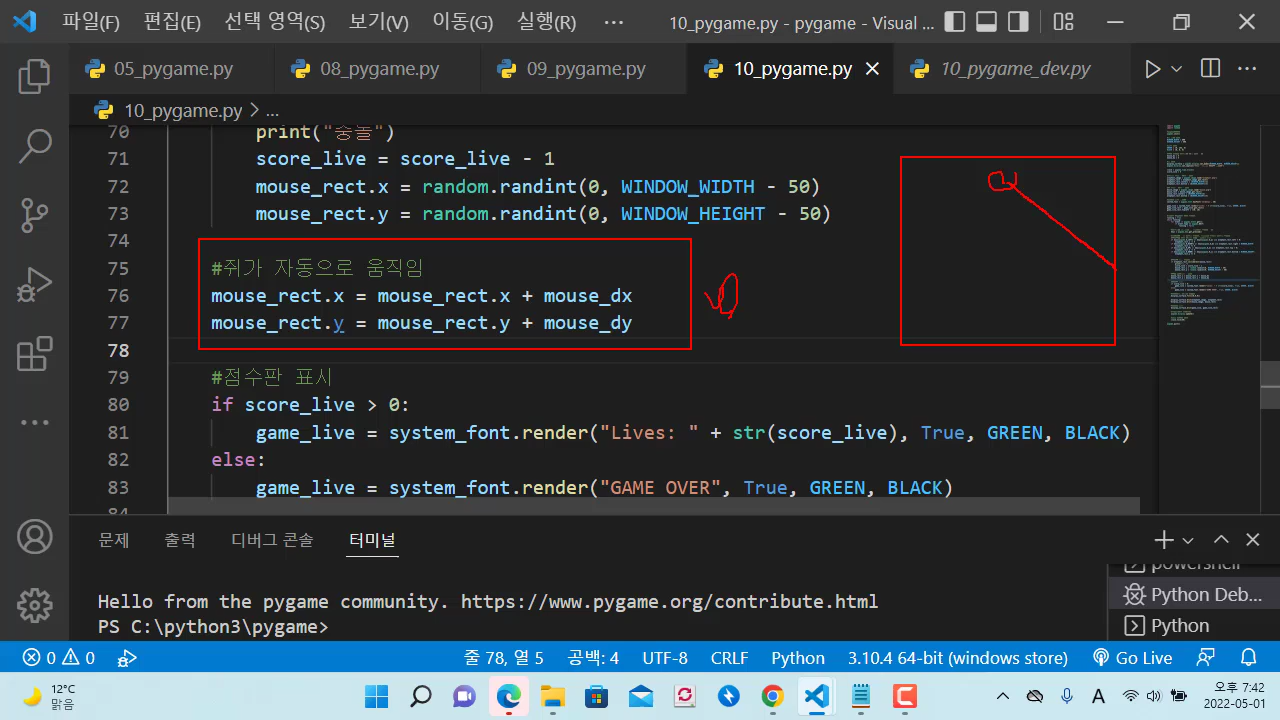 파일(F) 편집(E) 선택 영역(S) 보기(V) 이동(G) 실행(R) ··· 10_pygame.py - pygame - Visual ...
05_pygame.py 08_pygame.py 09_pygame.py 10_pygame.py 10_pygame_dev.py
10_pygame.py > ...
70 print("충돌")
71 score_live = score_live - 1
72 mouse_rect.x = random.randint(0, WINDOW_WIDTH - 50)
73 mouse_rect.y = random.randint(0, WINDOW_HEIGHT - 50)
74
75 #쥐가 자동으로 움직임
76 mouse_rect.x = mouse_rect.x + mouse_dx
77 mouse_rect.y = mouse_rect.y + mouse_dy
78
79 #점수판 표시
80 if score_live > 0:
81 game_live = system_font.render("Lives: " + str(score_live), True, GREEN, BLACK)
82 else:
83 game_live = system_font.render("GAME OVER", True, GREEN, BLACK)
84
문제 출력 디버그 콘솔 터미널
powershell
Hello from the pygame community. https://www.pygame.org/contribute.html
Python Deb...
PS C:\python3\pygame>
Python
0 0 줄 78, 열 5 공백: 4 UTF-8 CRLF Python 3.10.4 64-bit (windows store) Go Live
12°C
맑음
A
오후 7:42
2022-05-01